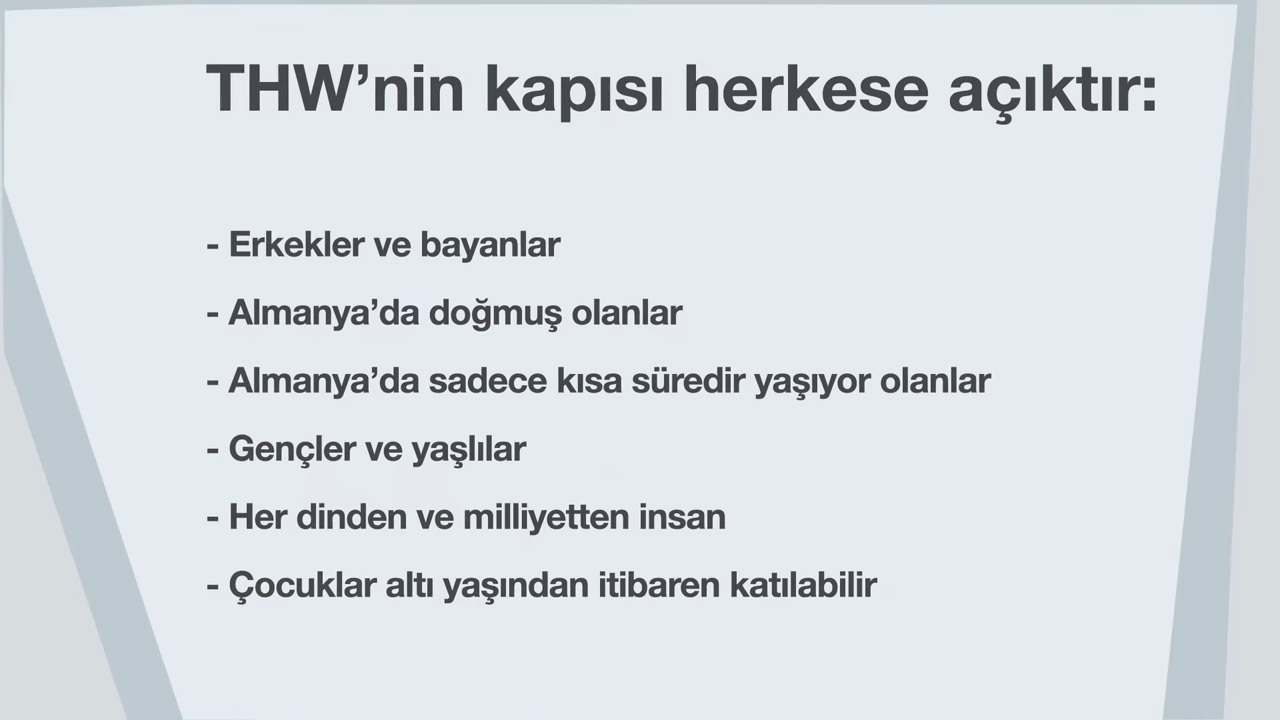 THW’nin kapısı herkese açıktır:
- Erkekler ve bayanlar
- Almanya’da doğmuş olanlar
- Almanya’da sadece kısa süredir yaşıyor olanlar
- Gençler ve yaşlılar
- Her dinden ve milliyetten insan
- Çocuklar altı yaşından itibaren katılabilir